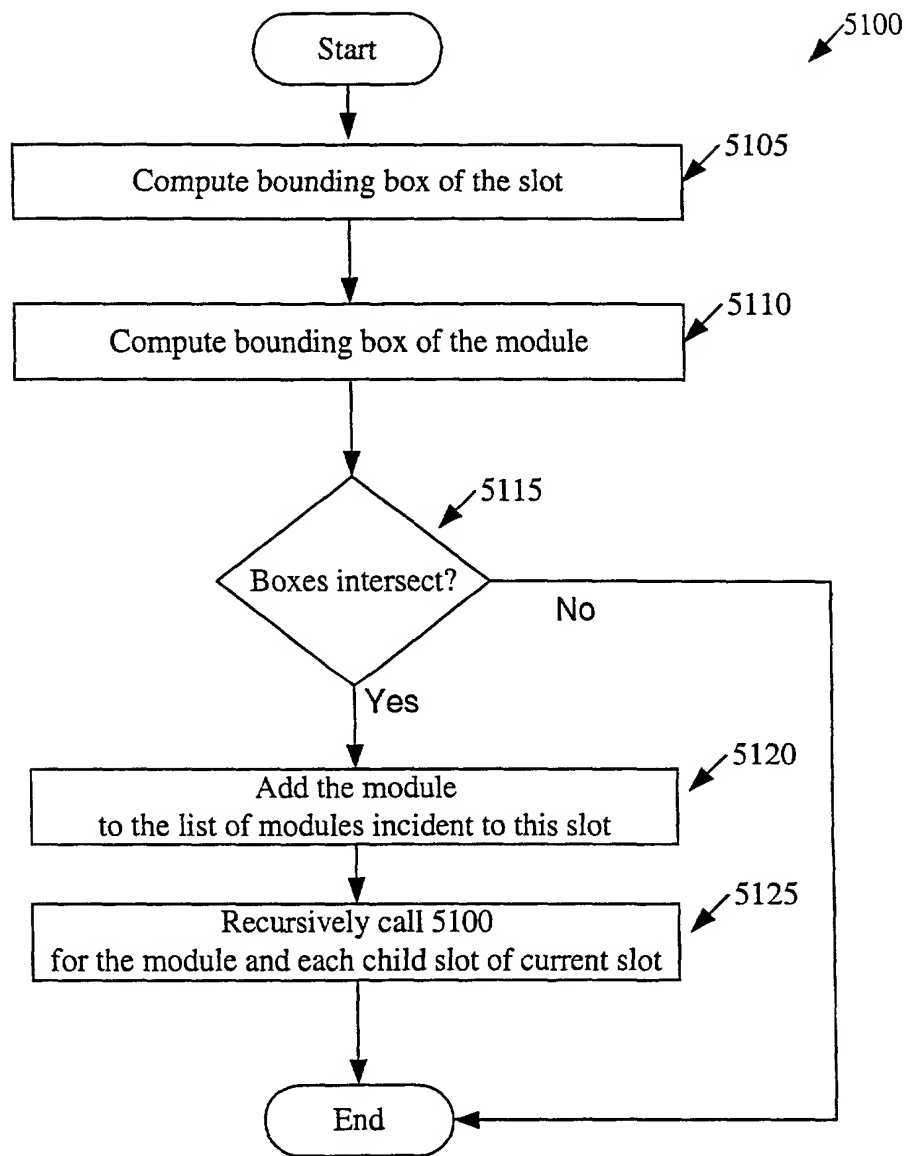 5100
Start
5105
Compute bounding box of the slot
5110
Compute bounding box of the module
5115
Boxes intersect?
No
Yes
5120
Add the module
to the list of modules incident to this slot
5125
Recursively call 5100
for the module and each child slot of current slot
End